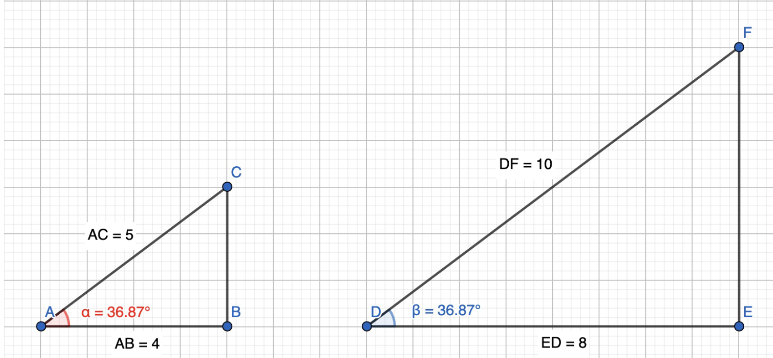 F
DF = 10
C
AC = 5
A
α = 36.87°
B
D
β = 36.87°
E
AB = 4
ED = 8